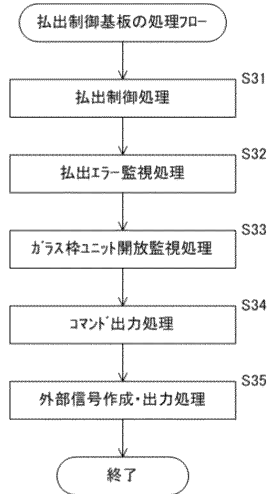 払出制御基板の処理フロー
S31
払出制御処理
S32
払出エラー監視処理
S33
ガラス枠ユニット開放監視処理
S34
コマンド出力処理
S35
外部信号作成・出力処理
終了